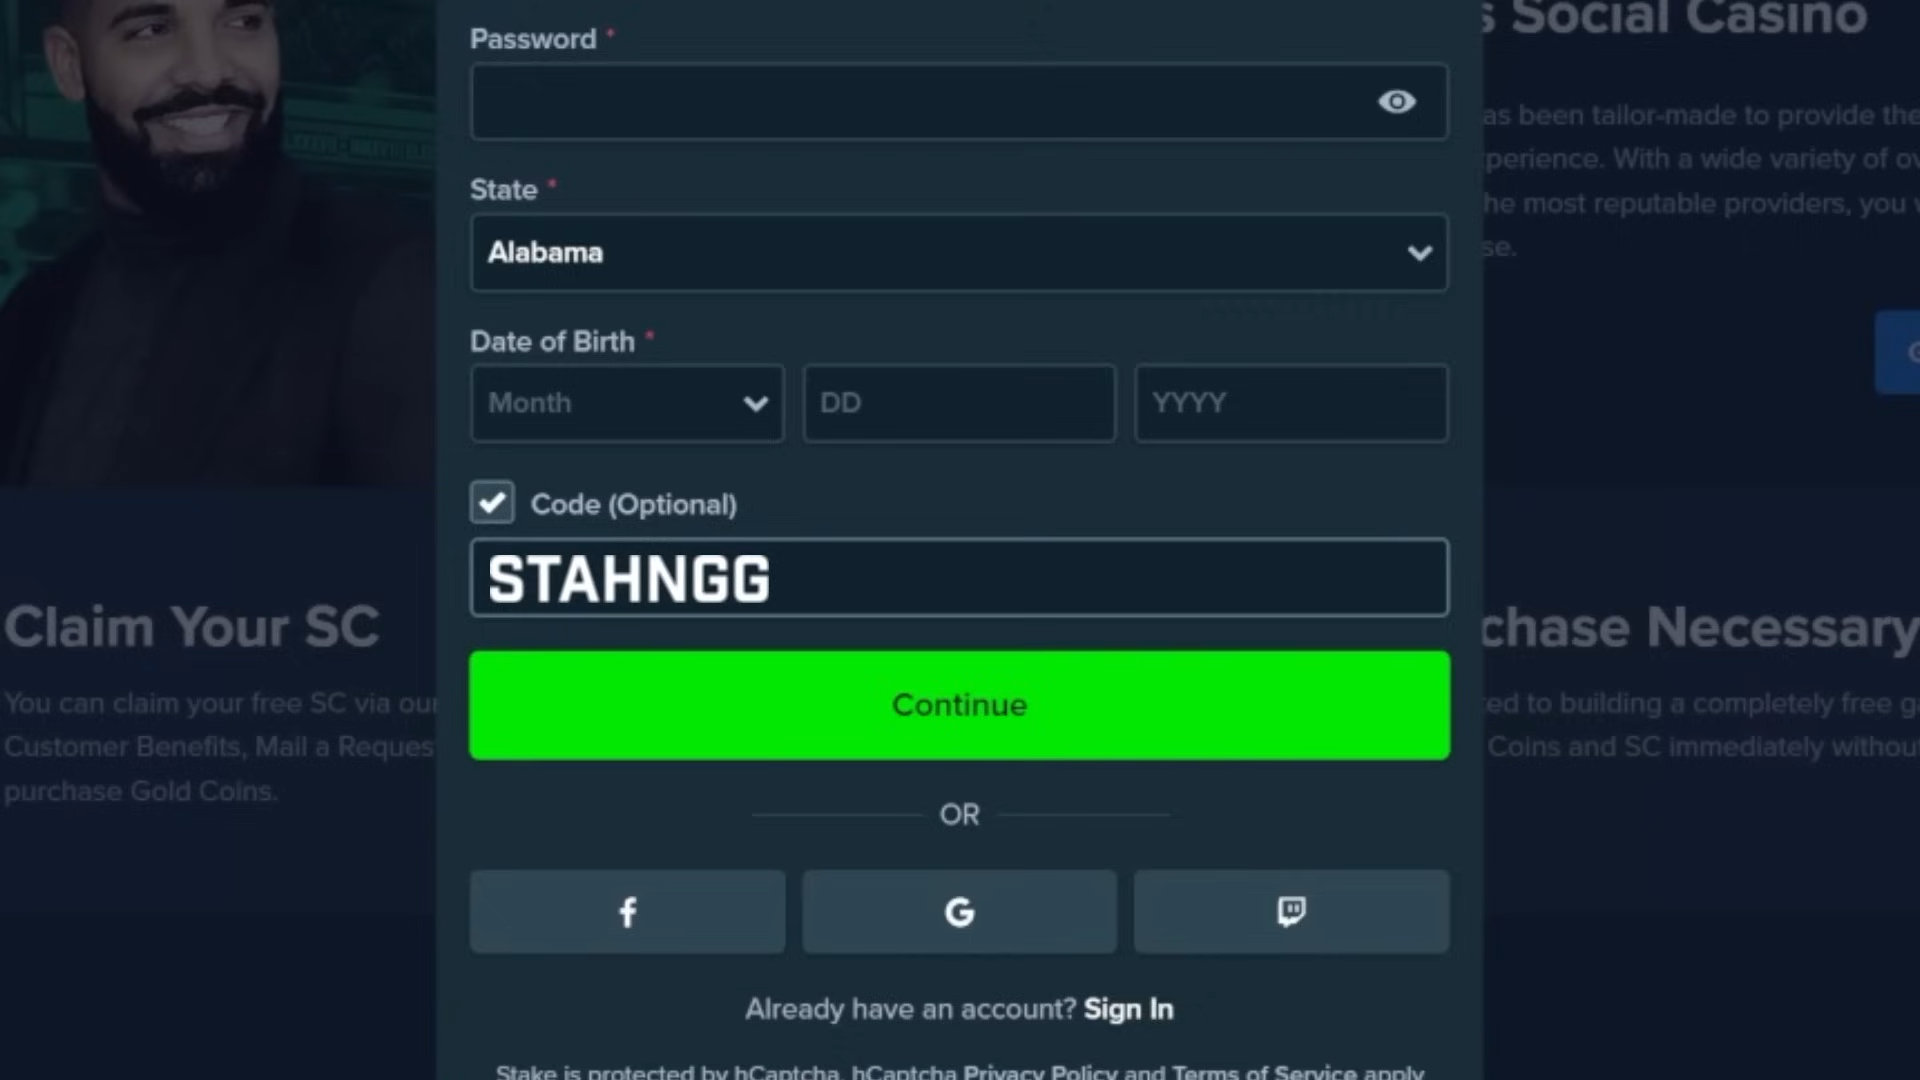 Password *
s Social Casino
as been tailor-made to provide the
perience. With a wide variety of
he most reputable providers, you
se.
State *
Alabama
Date of Birth *
Month
DD
YYYY
Code (Optional)
STAHNGG
Continue
Claim Your SC
You can claim your free SC via our
Customer Benefits, Mail a Reques
purchase Gold Coins.
chase Necessary
ed to building a completely free
Coins and SC immediately withou
OR
Already have an account? Sign In
Stake is protected by hCaptcha. hCaptcha Privacy Policy and Terms of Service apply